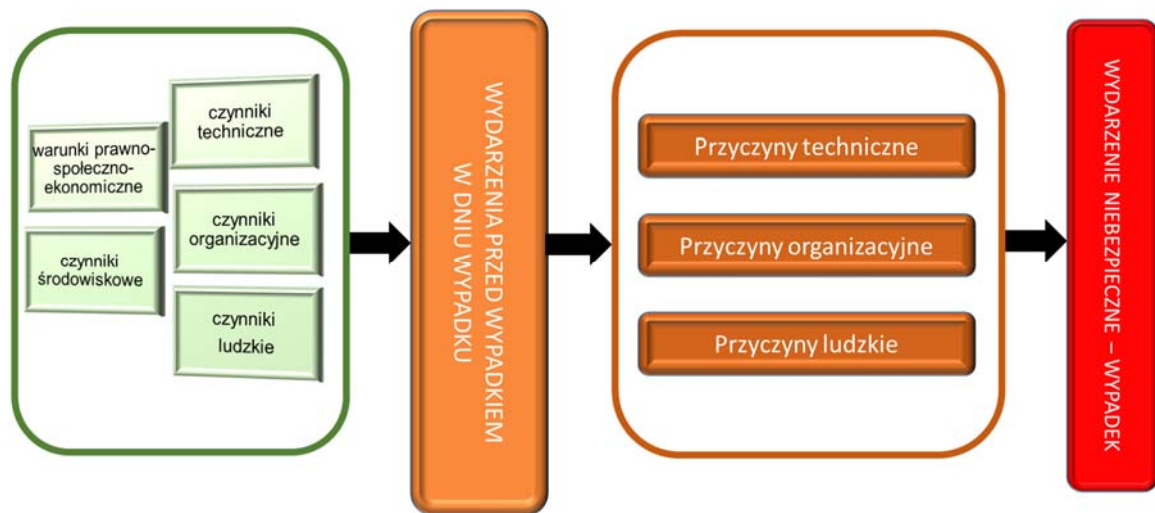 warunki prawno-
społeczno-
ekonomiczne
czynniki
środowiskowe
czynniki
techniczne
czynniki
organizacyjne
czynniki
ludzkie
WYDARZENIA PRZED WYPADKIEM
W DNIU WYPADKU
Przyczyny techniczne
Przyczyny organizacyjne
Przyczyny ludzkie
WYDARZENIE NIEBEZPIECZNE – WYPADEK